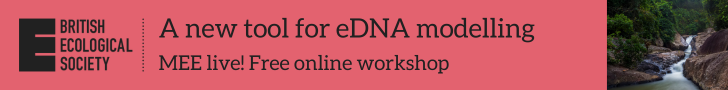 BRITISH
ECOLOGICAL
SOCIETY
A new tool for eDNA modelling
MEE live! Free online workshop